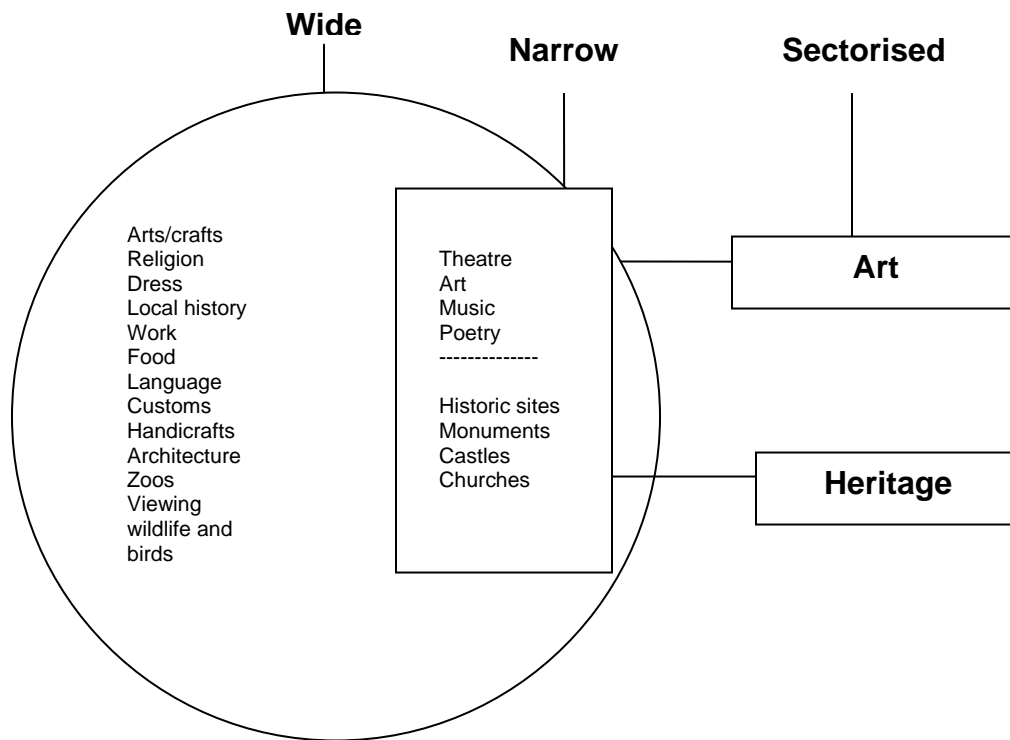 Wide
Narrow
Sectorised
Arts/crafts
Religion
Dress
Local history
Work
Food
Language
Customs
Handicrafts
Architecture
Zoos
Viewing
wildlife and
birds
Theatre
Art
Music
Poetry
--------------
Historic sites
Monuments
Castles
Churches
Art
Heritage